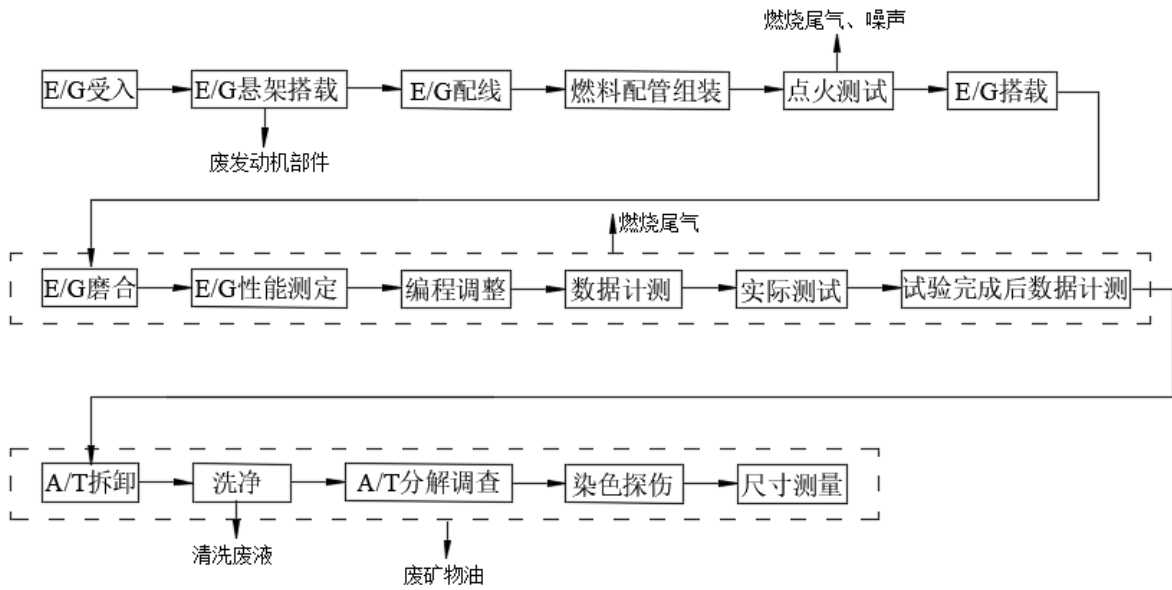 燃烧尾气、噪声
E/G受入
E/G悬架搭载
E/G配线
燃料配管组装
点火测试
E/G搭载
废发动机部件
燃烧尾气
E/G磨合
E/G性能测定
编程调整
数据计测
实际测试
试验完成后数据计测
A/T拆卸
洗净
A/T分解调查
染色探伤
尺寸测量
清洗废液
废矿物油